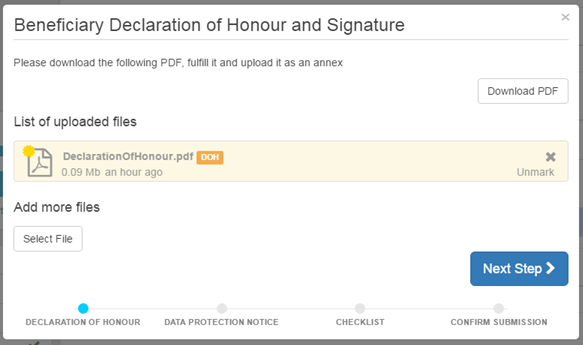 Beneficiary Declaration of Honour and Signature
×
Please download the following PDF, fulfill it and upload it as an annex
Download PDF
List of uploaded files
DeclarationOfHonour.pdf DOH
0.09 Mb an hour ago
Unmark
Add more files
Select File
Next Step
DECLARATION OF HONOUR
DATA PROTECTION NOTICE
CHECKLIST
CONFIRM SUBMISSION